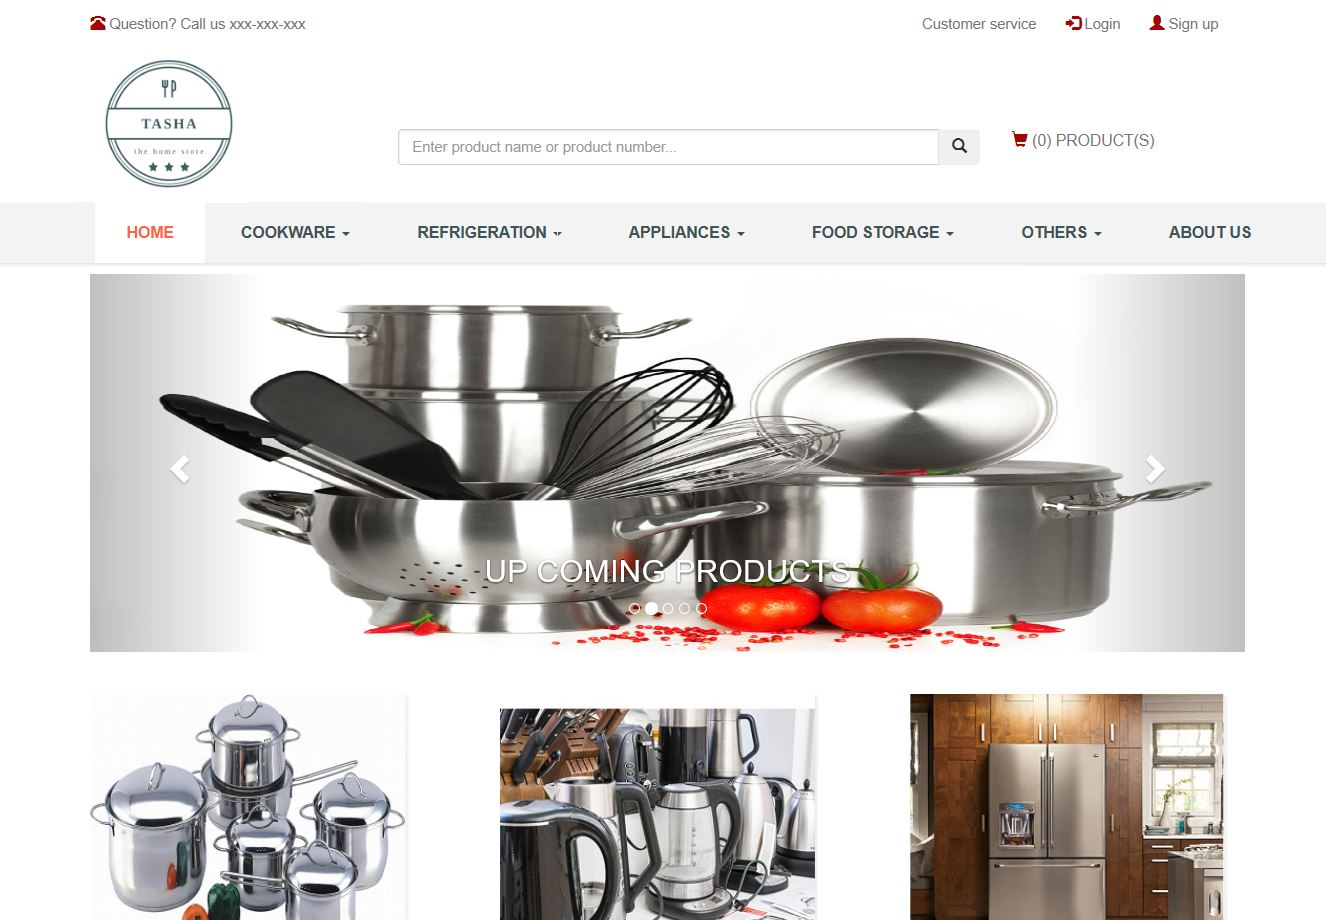 Question? Call us xxx-xxx-xxx
Customer service
Login
Sign up
TASHA
the home store
Enter product name or product number...
(0) PRODUCT(S)
HOME
COOKWARE
REFRIGERATION
APPLIANCES
FOOD STORAGE
OTHERS
ABOUT US
UP COMING PRODUCTS